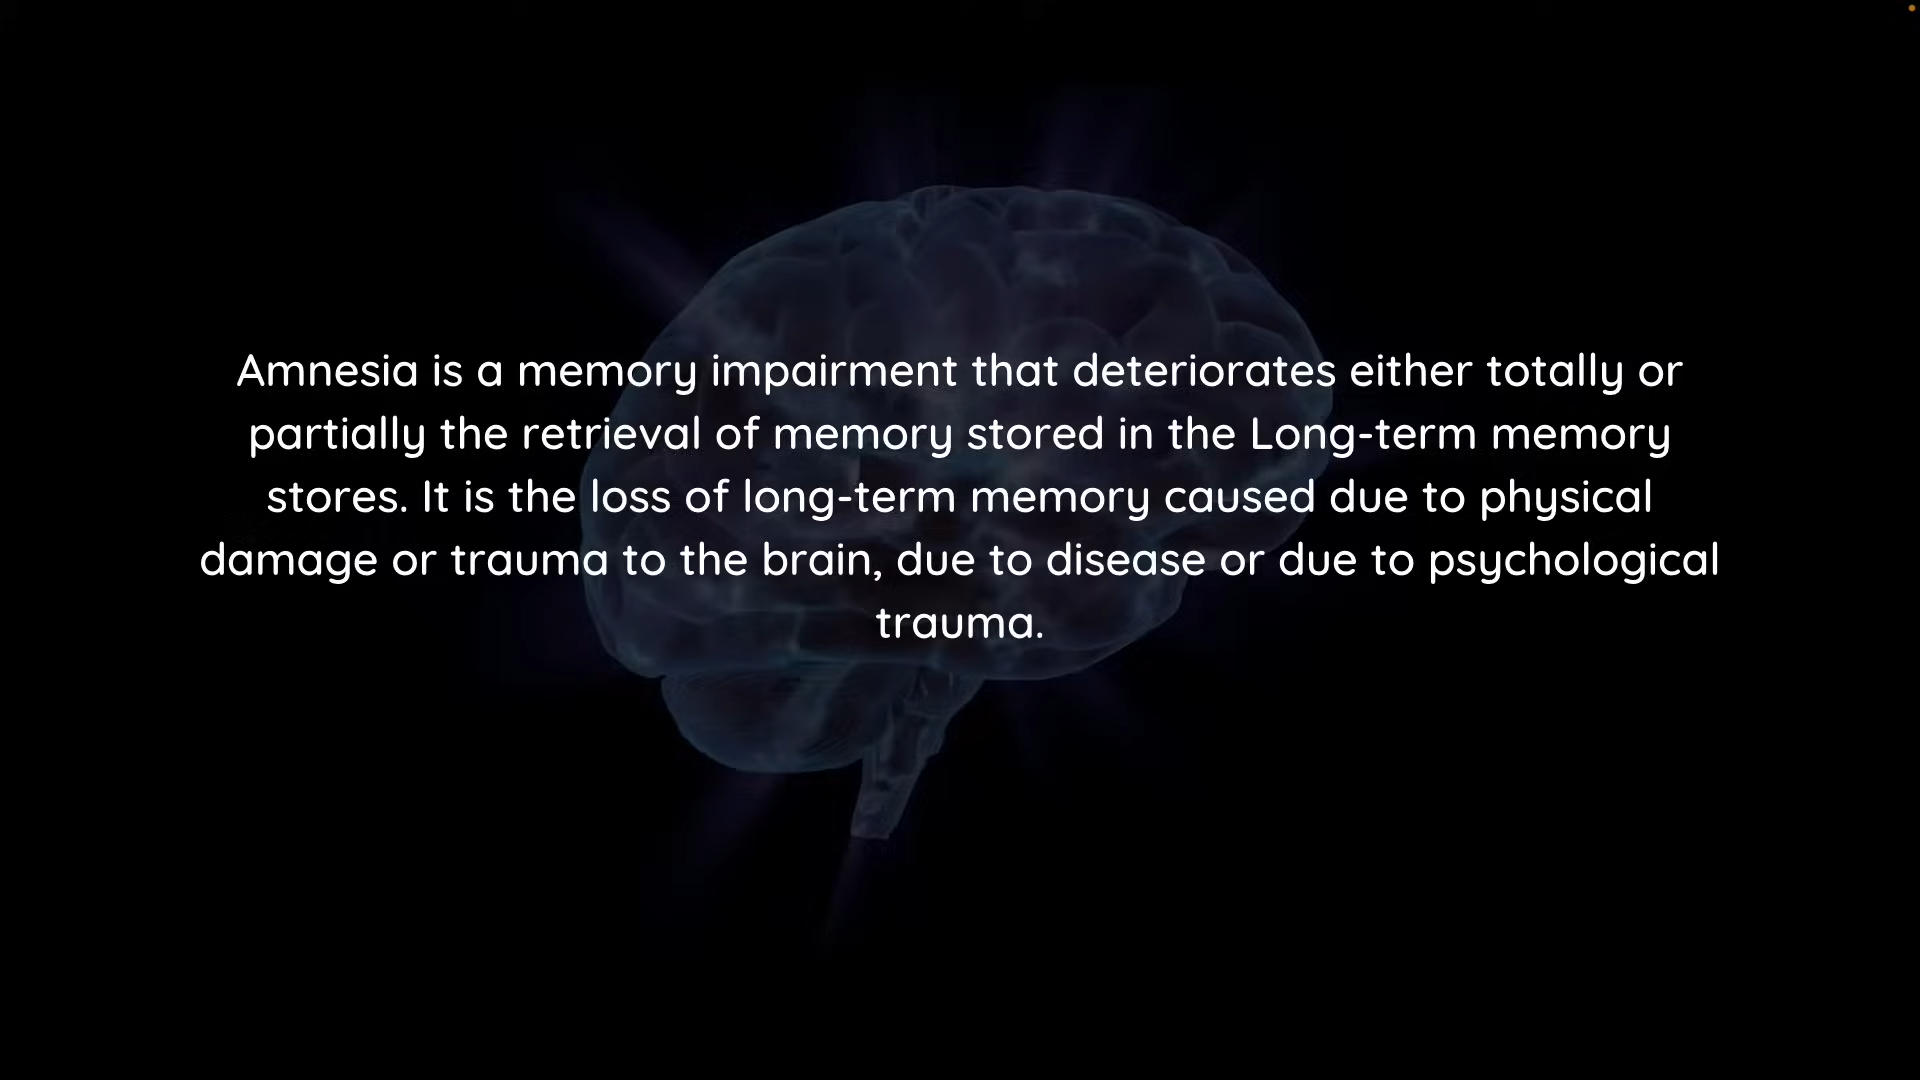 Amnesia is a memory impairment that deteriorates either totally or
partially the retrieval of memory stored in the Long-term memory
stores. It is the loss of long-term memory caused due to physical
damage or trauma to the brain, due to disease or due to psychological
trauma.